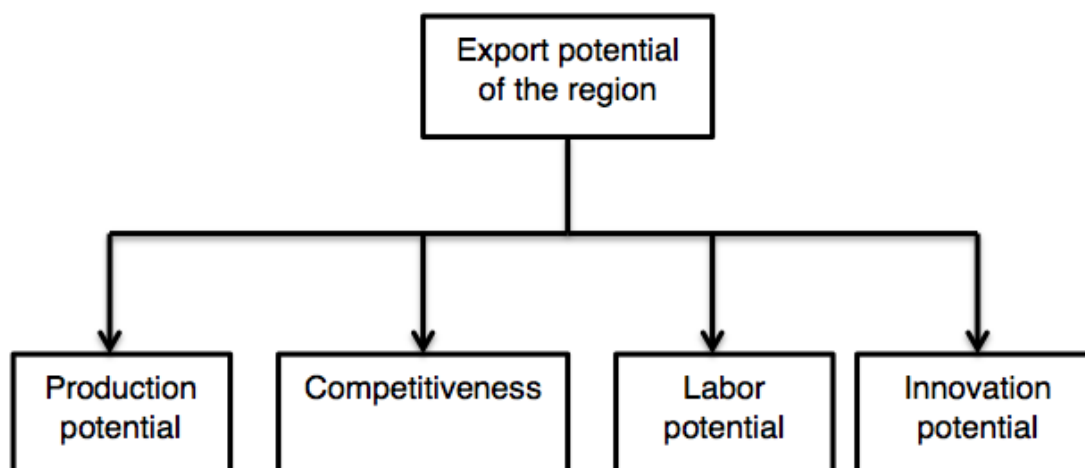 Export potential
of the region
Production
potential
Competitiveness
Labor
potential
Innovation
potential